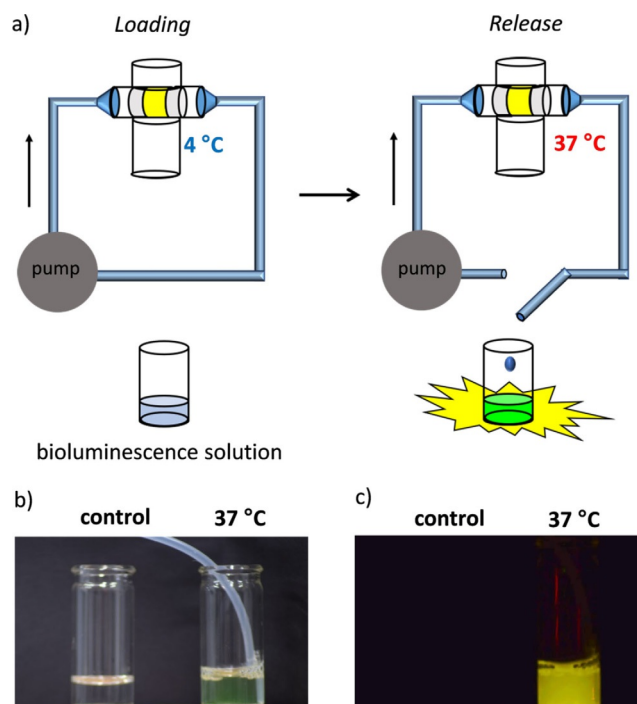 a)
Loading
Release
4 °C
37 °C
pump
pump
bioluminescence solution
b)
control
37 °C
c)
control
37 °C